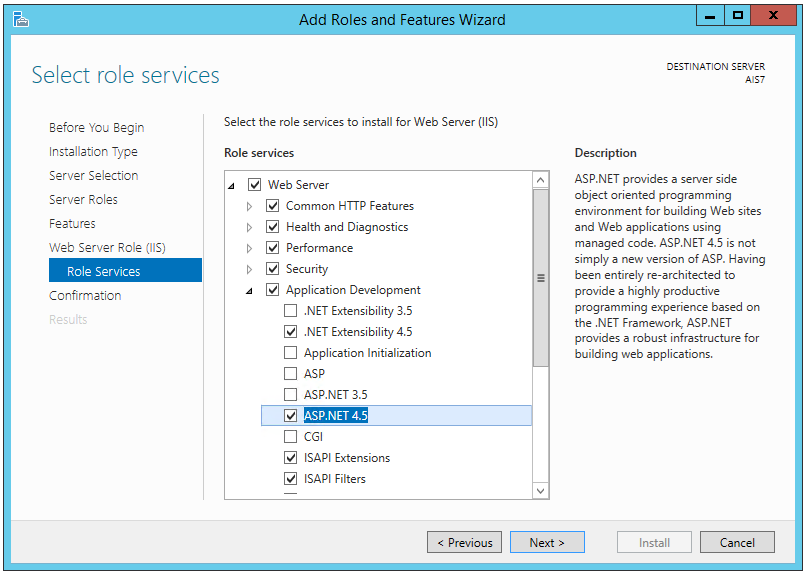 Add Roles and Features Wizard
Select role services
DESTINATION SERVER
AIS7
Before You Begin
Installation Type
Server Selection
Server Roles
Features
Web Server Role (IIS)
Role Services
Confirmation
Results
Select the role services to install for Web Server (IIS)
Role services
Web Server
Common HTTP Features
Health and Diagnostics
Performance
Security
Application Development
.NET Extensibility 3.5
.NET Extensibility 4.5
Application Initialization
ASP
ASP.NET 3.5
ASP.NET 4.5
CGI
ISAPI Extensions
ISAPI Filters
Description
ASP.NET provides a server side
object oriented programming
environment for building Web sites
and Web applications using
managed code. ASP.NET 4.5 is not
simply a new version of ASP. Having
been entirely re-architected to
provide a highly productive
programming experience based on
the .NET Framework, ASP.NET
provides a robust infrastructure for
building web applications.
< Previous
Next >
Install
Cancel